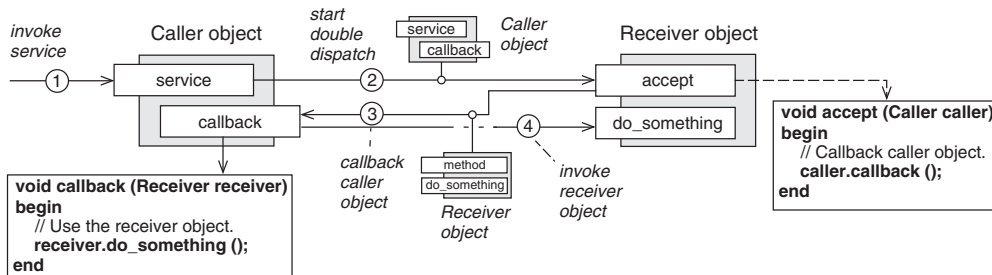 invoke
service
1
Caller object
service
callback
start
double
dispatch
2
service
callback
Caller
object
Receiver object
accept
do_something
3
callback
caller
object
method
do_something
Receiver
object
4
invoke
receiver
object
void callback (Receiver receiver)
begin
// Use the receiver object.
receiver.do_something ();
end
void accept (Caller caller)
begin
// Callback caller object.
caller.callback ();
end